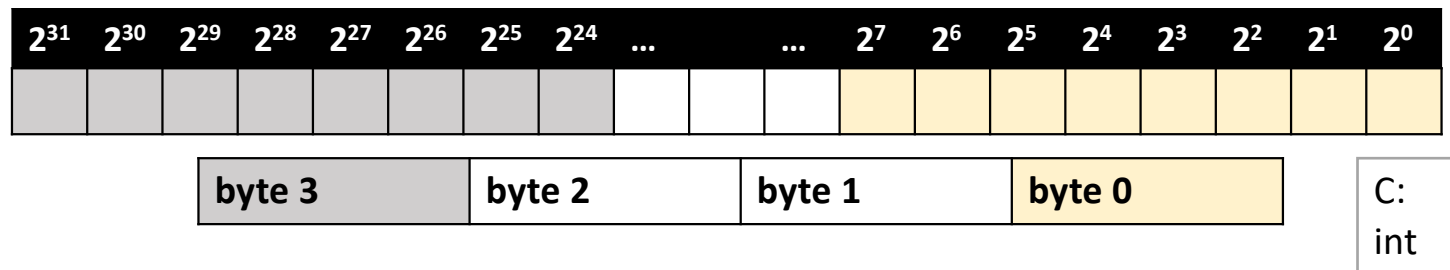 2³¹ 2³⁰ 2²⁹ 2²⁸ 2²⁷ 2²⁶ 2²⁵ 2²⁴ ... ... 2⁷ 2⁶ 2⁵ 2⁴ 2³ 2² 2¹ 2⁰
byte 3 byte 2 byte 1 byte 0
C:
int